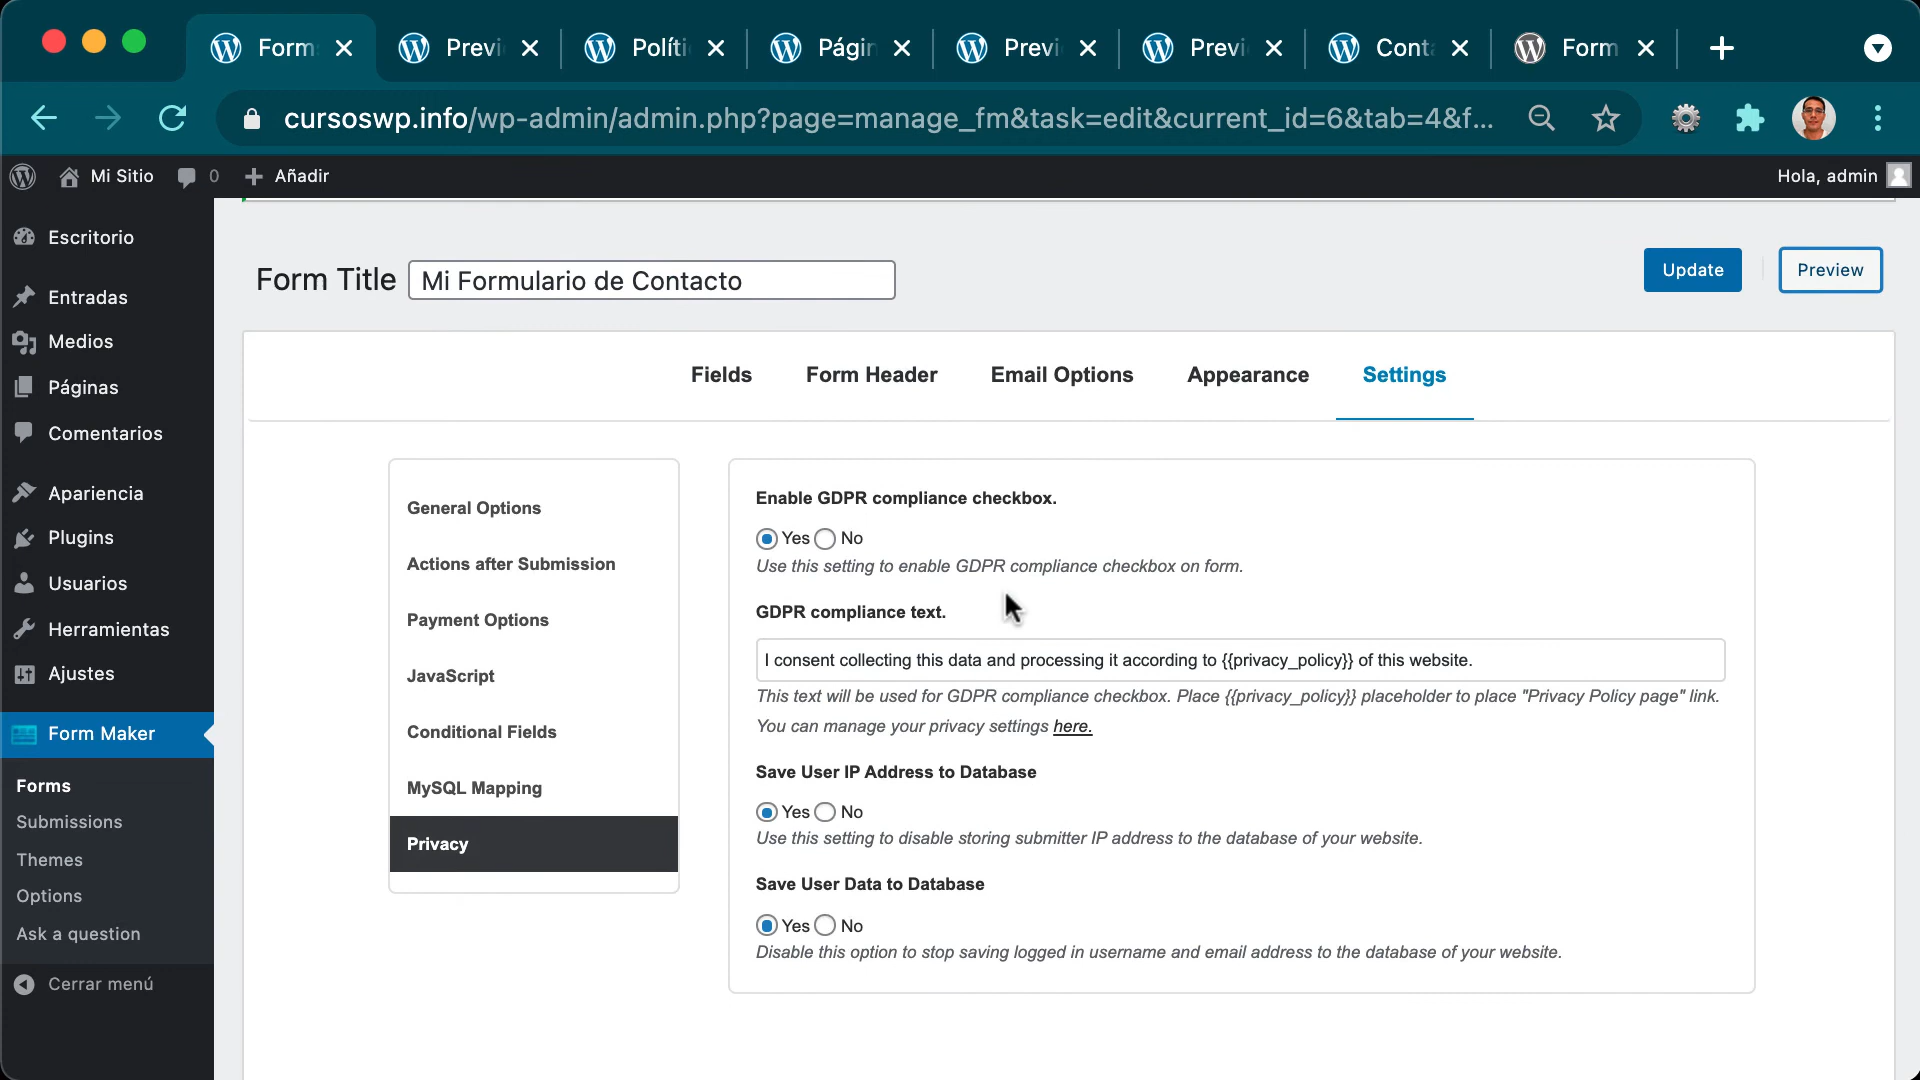 Form
Previ
Políti
Págin
Previ
Previ
Cont
Form
cursoswp.info/wp-admin/admin.php?page=manage_fm&task=edit&current_id=6&tab=4&f...
Mi Sitio
0
Añadir
Hola, admin
Escritorio
Entradas
Medios
Páginas
Comentarios
Apariencia
Plugins
Usuarios
Herramientas
Ajustes
Form Maker
Forms
Submissions
Themes
Options
Ask a question
Cerrar menú
Form Title
Mi Formulario de Contacto
Update
Preview
Fields
Form Header
Email Options
Appearance
Settings
General Options
Actions after Submission
Payment Options
JavaScript
Conditional Fields
MySQL Mapping
Privacy
Enable GDPR compliance checkbox.
Yes No
Use this setting to enable GDPR compliance checkbox on form.
GDPR compliance text.
I consent collecting this data and processing it according to {{privacy_policy}} of this website.
This text will be used for GDPR compliance checkbox. Place {{privacy_policy}} placeholder to place "Privacy Policy page" link.
You can manage your privacy settings here.
Save User IP Address to Database
Yes No
Use this setting to disable storing submitter IP address to the database of your website.
Save User Data to Database
Yes No
Disable this option to stop saving logged in username and email address to the database of your website.